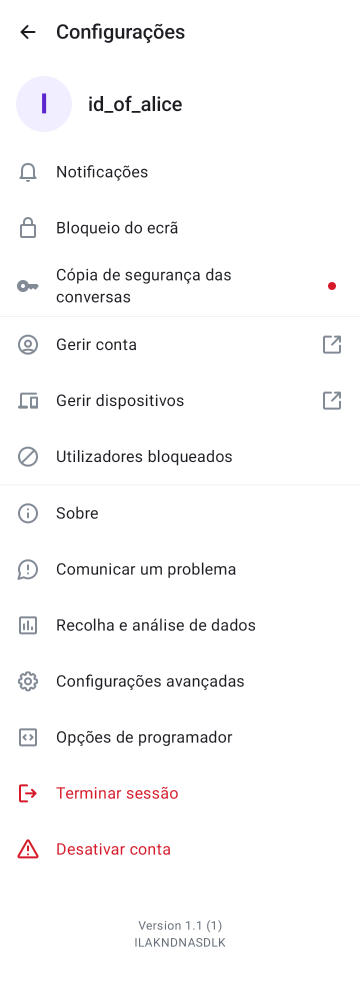 Configurações
I
id_of_alice
Notificações
Bloqueio do ecrã
Cópia de segurança das
conversas
Gerir conta
Gerir dispositivos
Utilizadores bloqueados
Sobre
Comunicar um problema
Recolha e análise de dados
Configurações avançadas
Opções de programador
Terminar sessão
Desativar conta
Version 1.1 (1)
ILAKNDNASDLK